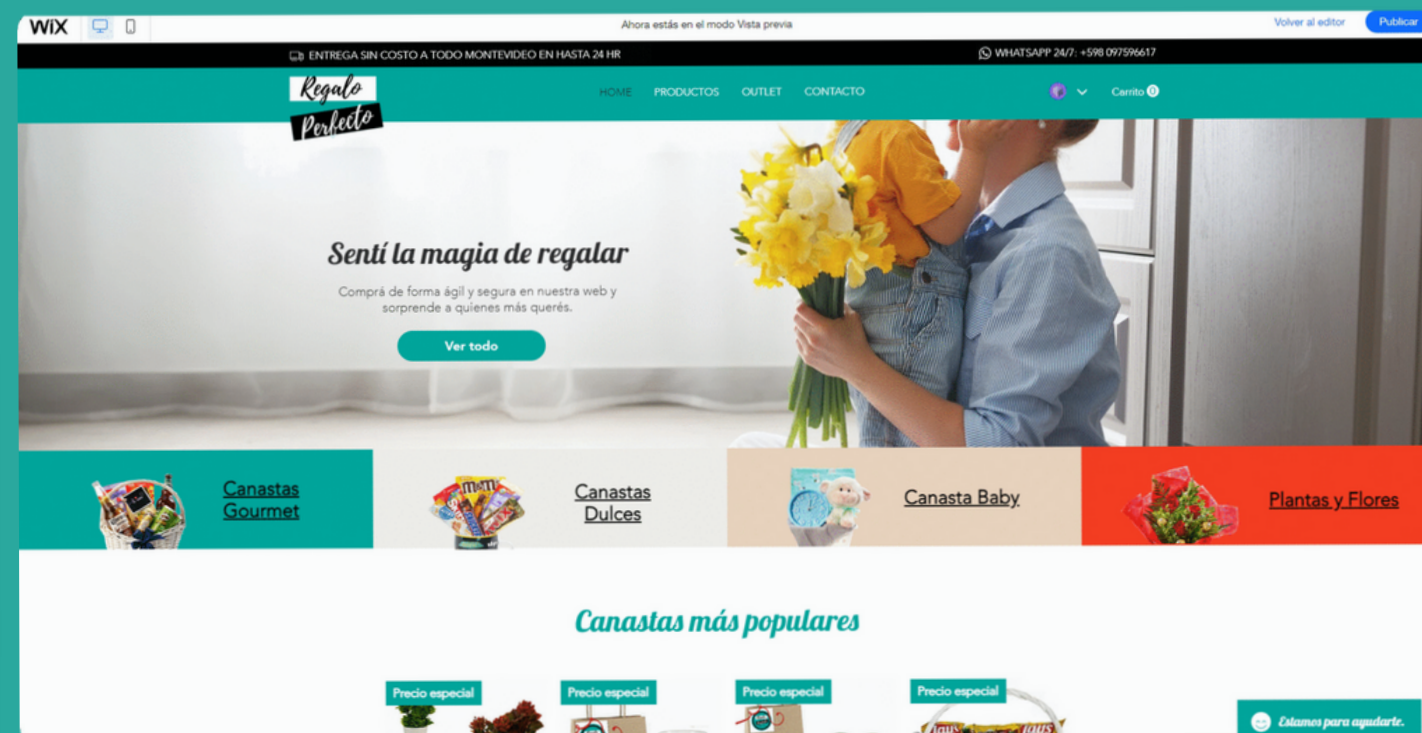 WiX
Ahora estás en el modo Vista previa
Volver al editor
Publicar
ENTREGA SIN COSTO A TODO MONTEVIDEO EN HASTA 24 HR
WHATSAPP 24/7: +598 097596617
Regalo
Perfecto
HOME PRODUCTOS OUTLET CONTACTO
Carrito 0
Sentí la magia de regalar
Comprá de forma ágil y segura en nuestra web y
sorprende a quienes más querés.
Ver todo
Canastas
Gourmet
m&m's
TWIX
Canastas
Dulces
Canasta Baby
Plantas y Flores
Canastas más populares
Precio especial
Precio especial
Precio especial
Precio especial
Lays
Lays
Estamos para ayudarte.